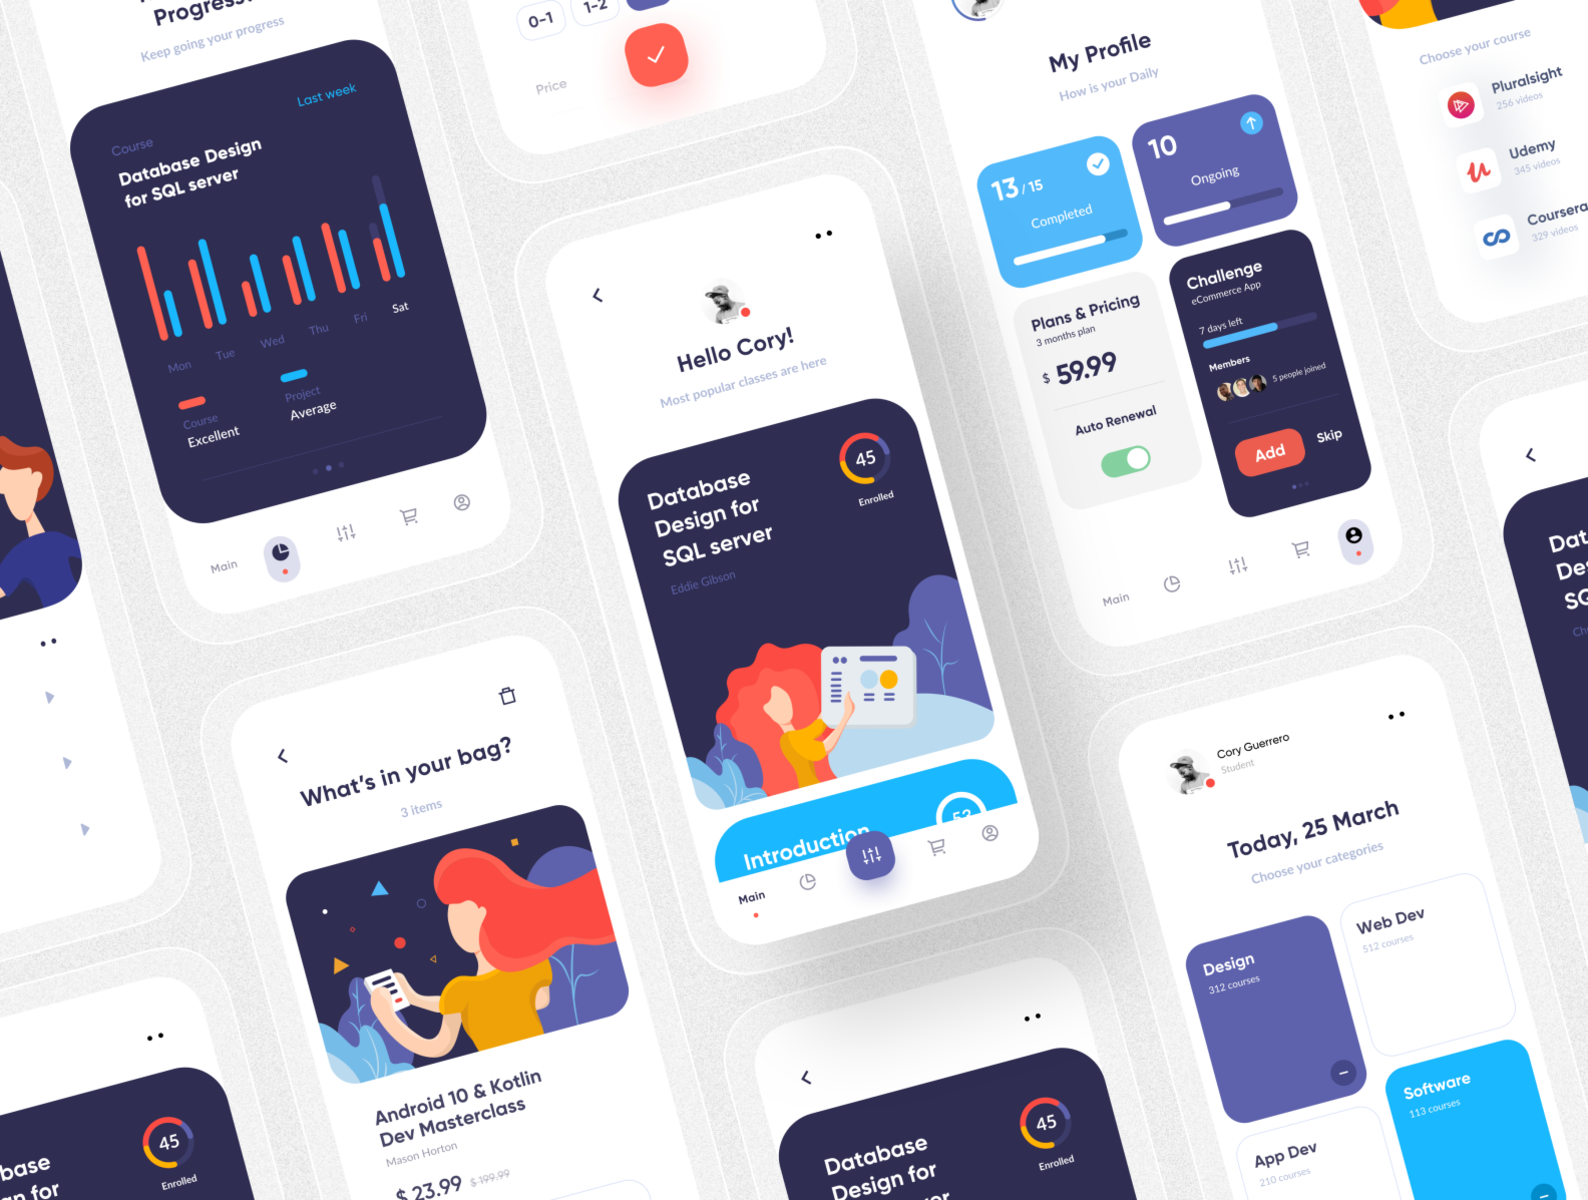 Progress!
Keep going your progress
Last week
Course
Database Design
for SQL server
Mon
Tue
Wed
Thu
Fri
Sat
Course
Excellent
Project
Average
Main
0-1
1-2
Price
My Profile
How is your Daily
13 / 15
Completed
10
Ongoing
Plans & Pricing
3 months plan
$ 59.99
Auto Renewal
Challenge
eCommerce App
7 days left
Members
5 people joined
Add
Skip
Main
Choose your course
Pluralsight
256 videos
Udemy
345 videos
Coursera
329 videos
Hello Cory!
Most popular classes are here
Database
Design for
SQL server
Eddie Gibson
45
Enrolled
Introduction
52
Main
What's in your bag?
3 items
Android 10 & Kotlin
Dev Masterclass
Mason Horton
$ 23.99
$ 199.99
Cory Guerrero
Student
Today, 25 March
Choose your categories
Design
312 courses
Web Dev
512 courses
App Dev
210 courses
Software
113 courses
45
Enrolled
base
n for
Database
Design for
45
Enrolled
Dat
De